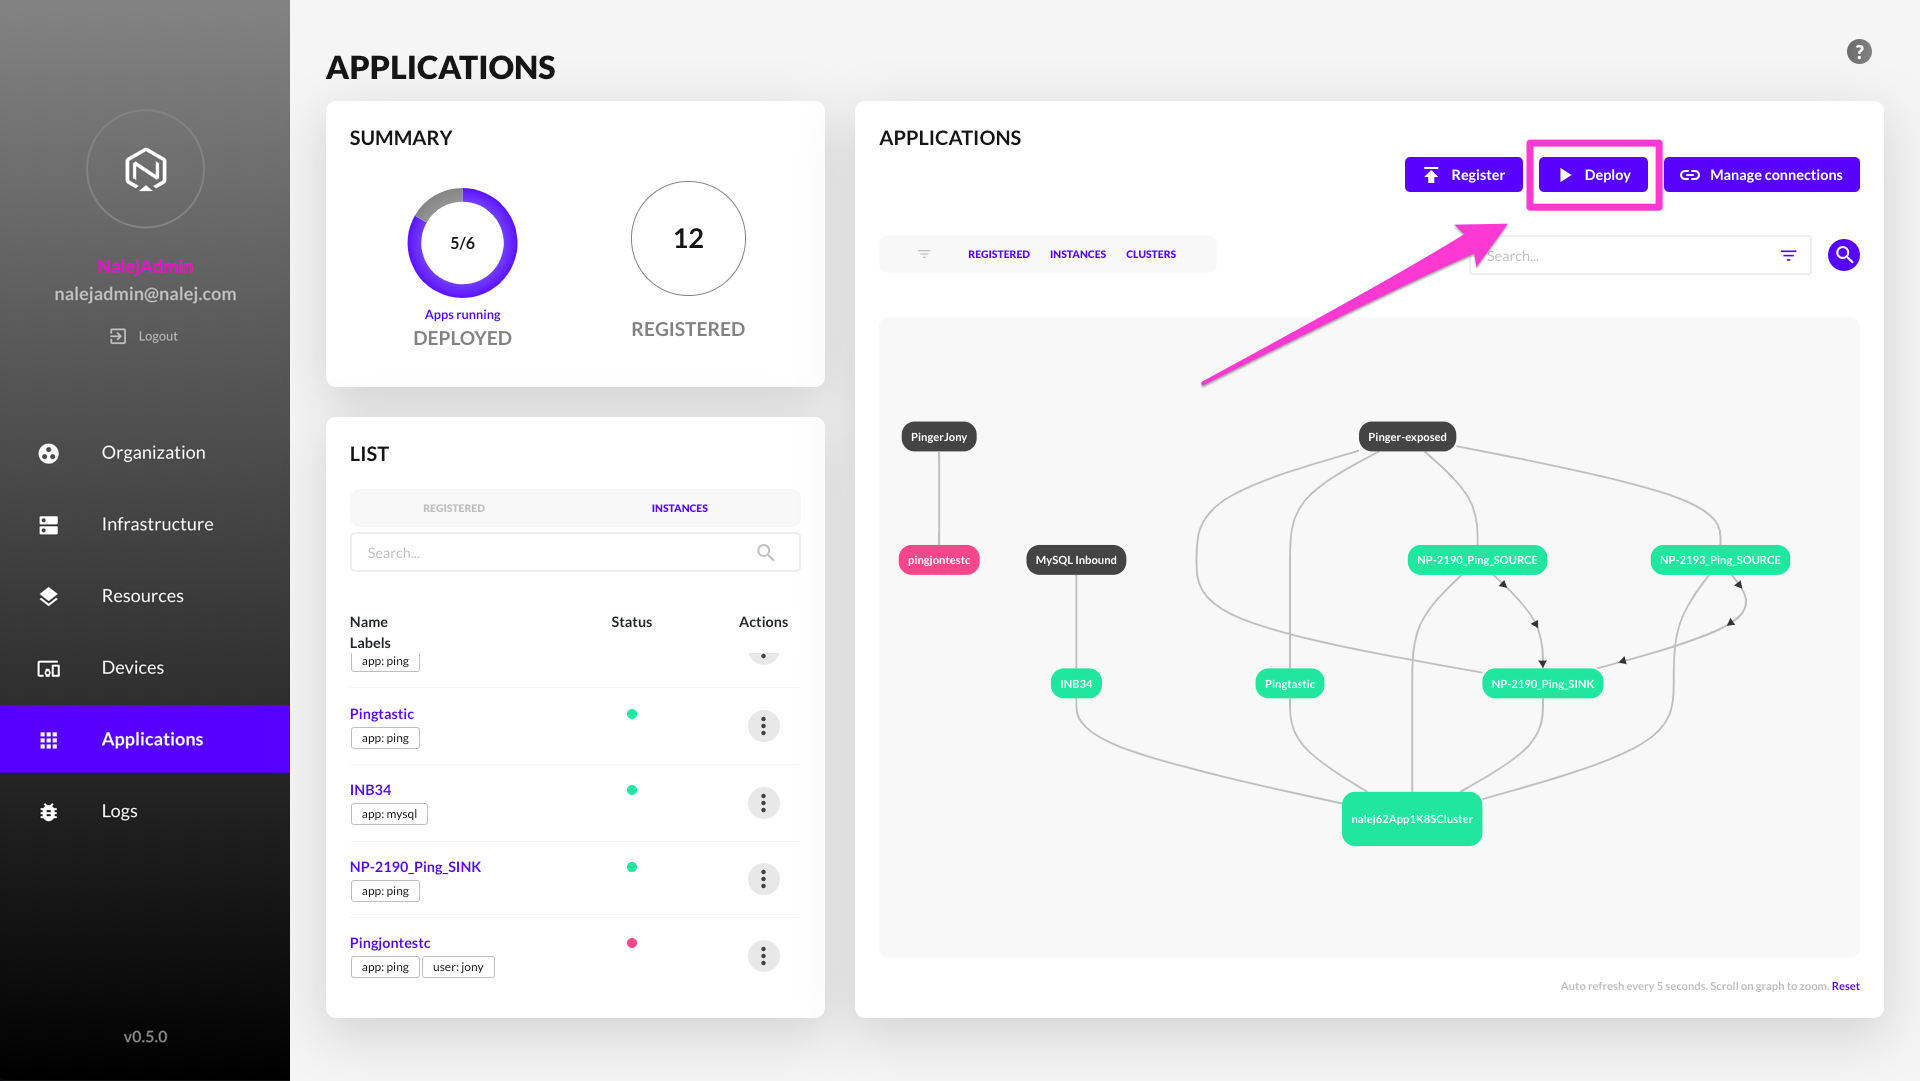 NalejAdmin
nalejadmin@nalej.com
Logout
Organization
Infrastructure
Resources
Devices
Applications
Logs
v0.5.0
APPLICATIONS
?
SUMMARY
5/6
Apps running
DEPLOYED
12
REGISTERED
LIST
REGISTERED INSTANCES
Search...
Name Status Actions
Labels
app: ping
Pingtastic
app: ping
INB34
app: mysql
NP-2190_Ping_SINK
app: ping
Pingjontestc
app: ping user: jony
APPLICATIONS
Register Deploy Manage connections
REGISTERED INSTANCES CLUSTERS
Search...
PingerJony Pinger-exposed
pingjontestc MySQL Inbound NP-2190_Ping_SOURCE NP-2193_Ping_SOURCE
INB34 Pingtastic NP-2190_Ping_SINK
nalej62App1K8SCluster
Auto refresh every 5 seconds. Scroll on graph to zoom. Reset